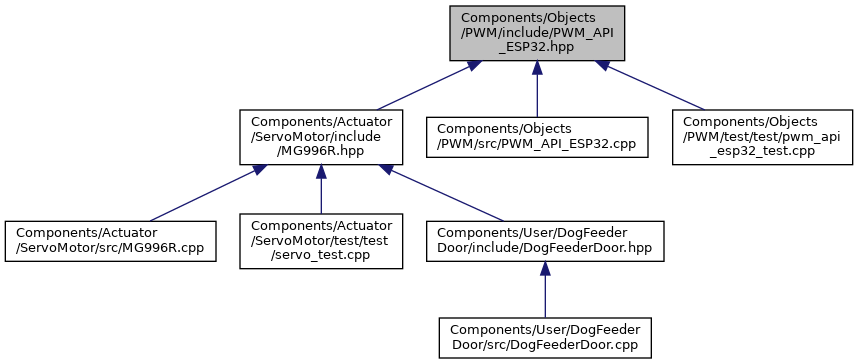 Components/Objects
/PWM/include/PWM_API
_ESP32.hpp
Components/Actuator
/ServoMotor/include
/MG996R.hpp
Components/Objects
/PWM/src/PWM_API_ESP32.cpp
Components/Objects
/PWM/test/test/pwm_api
_esp32_test.cpp
Components/Actuator
/ServoMotor/src/MG996R.cpp
Components/Actuator
/ServoMotor/test/test
/servo_test.cpp
Components/User/DogFeeder
Door/include/DogFeederDoor.hpp
Components/User/DogFeeder
Door/src/DogFeederDoor.cpp